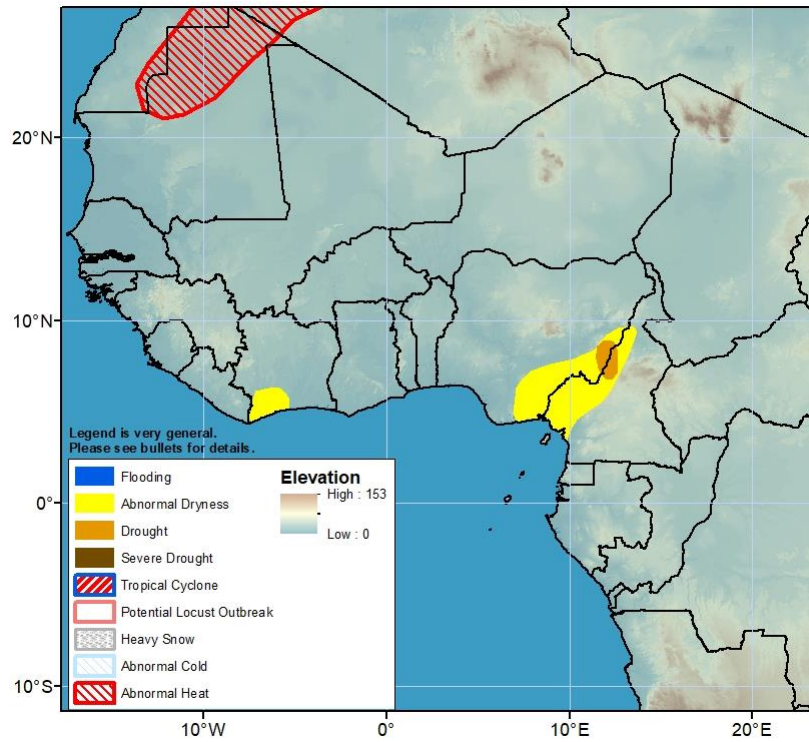 20°N
10°N
0°
10°S
Legend is very general.
Please see bullets for details.
Flooding
Abnormal Dryness
Drought
Severe Drought
Tropical Cyclone
Potential Locust Outbreak
Heavy Snow
Abnormal Cold
Abnormal Heat
Elevation
High : 153
Low : 0
10°W
0°
10°E
20°E